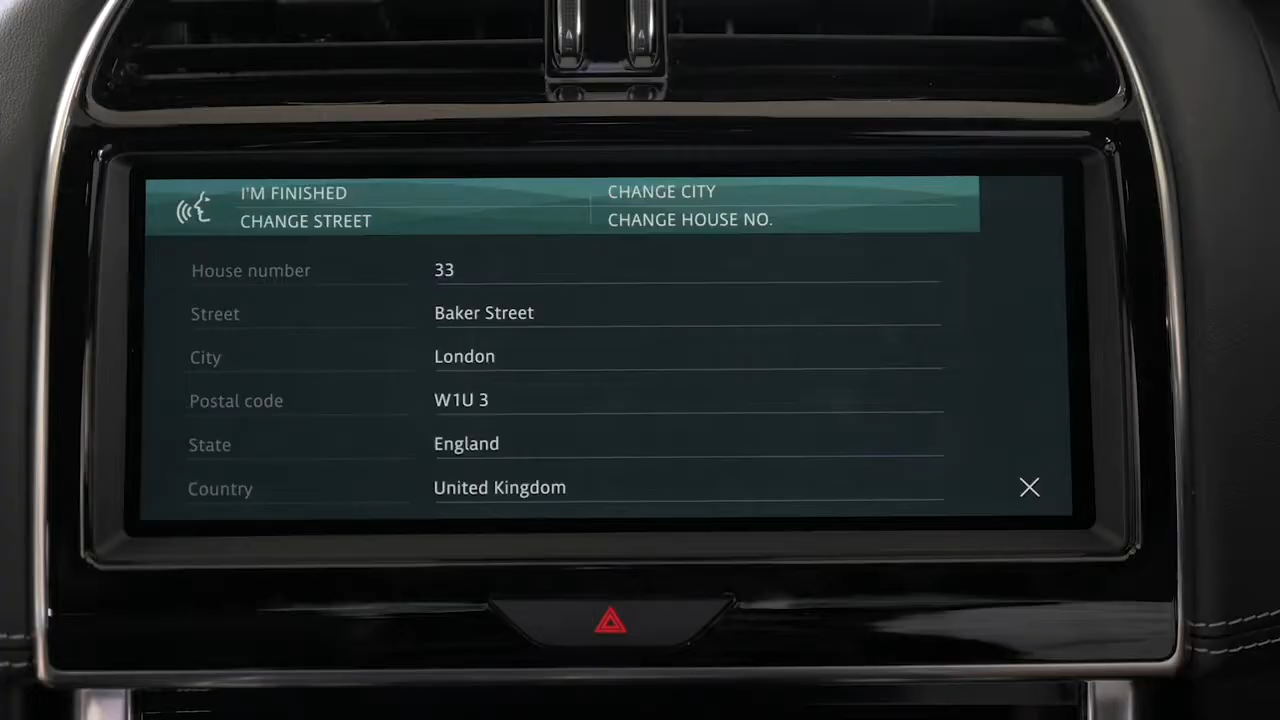 I'M FINISHED
CHANGE CITY
CHANGE STREET
CHANGE HOUSE NO.
House number 33
Street Baker Street
City London
Postal code W1U 3
State England
Country United Kingdom